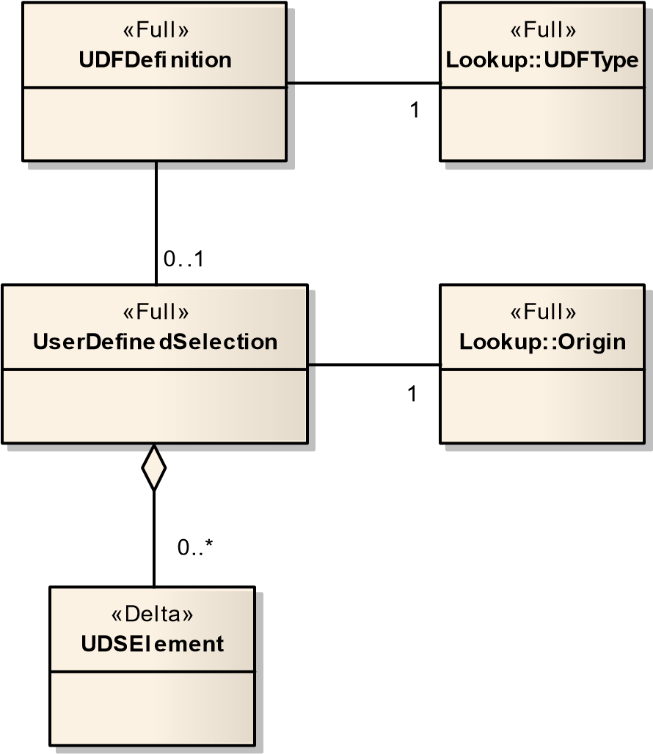 «Full»
UDFDefinition
«Full»
Lookup::UDFType
1
0..1
«Full»
UserDefinedSelection
«Full»
Lookup::Origin
1
0..*
«Delta»
UDSElement